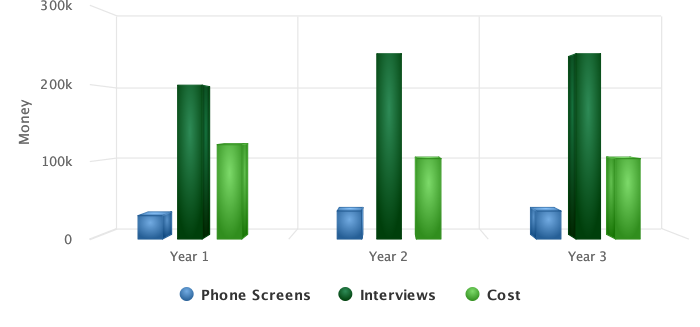 300k
200k
100k
0
Money
Year 1 Year 2 Year 3
Phone Screens Interviews Cost